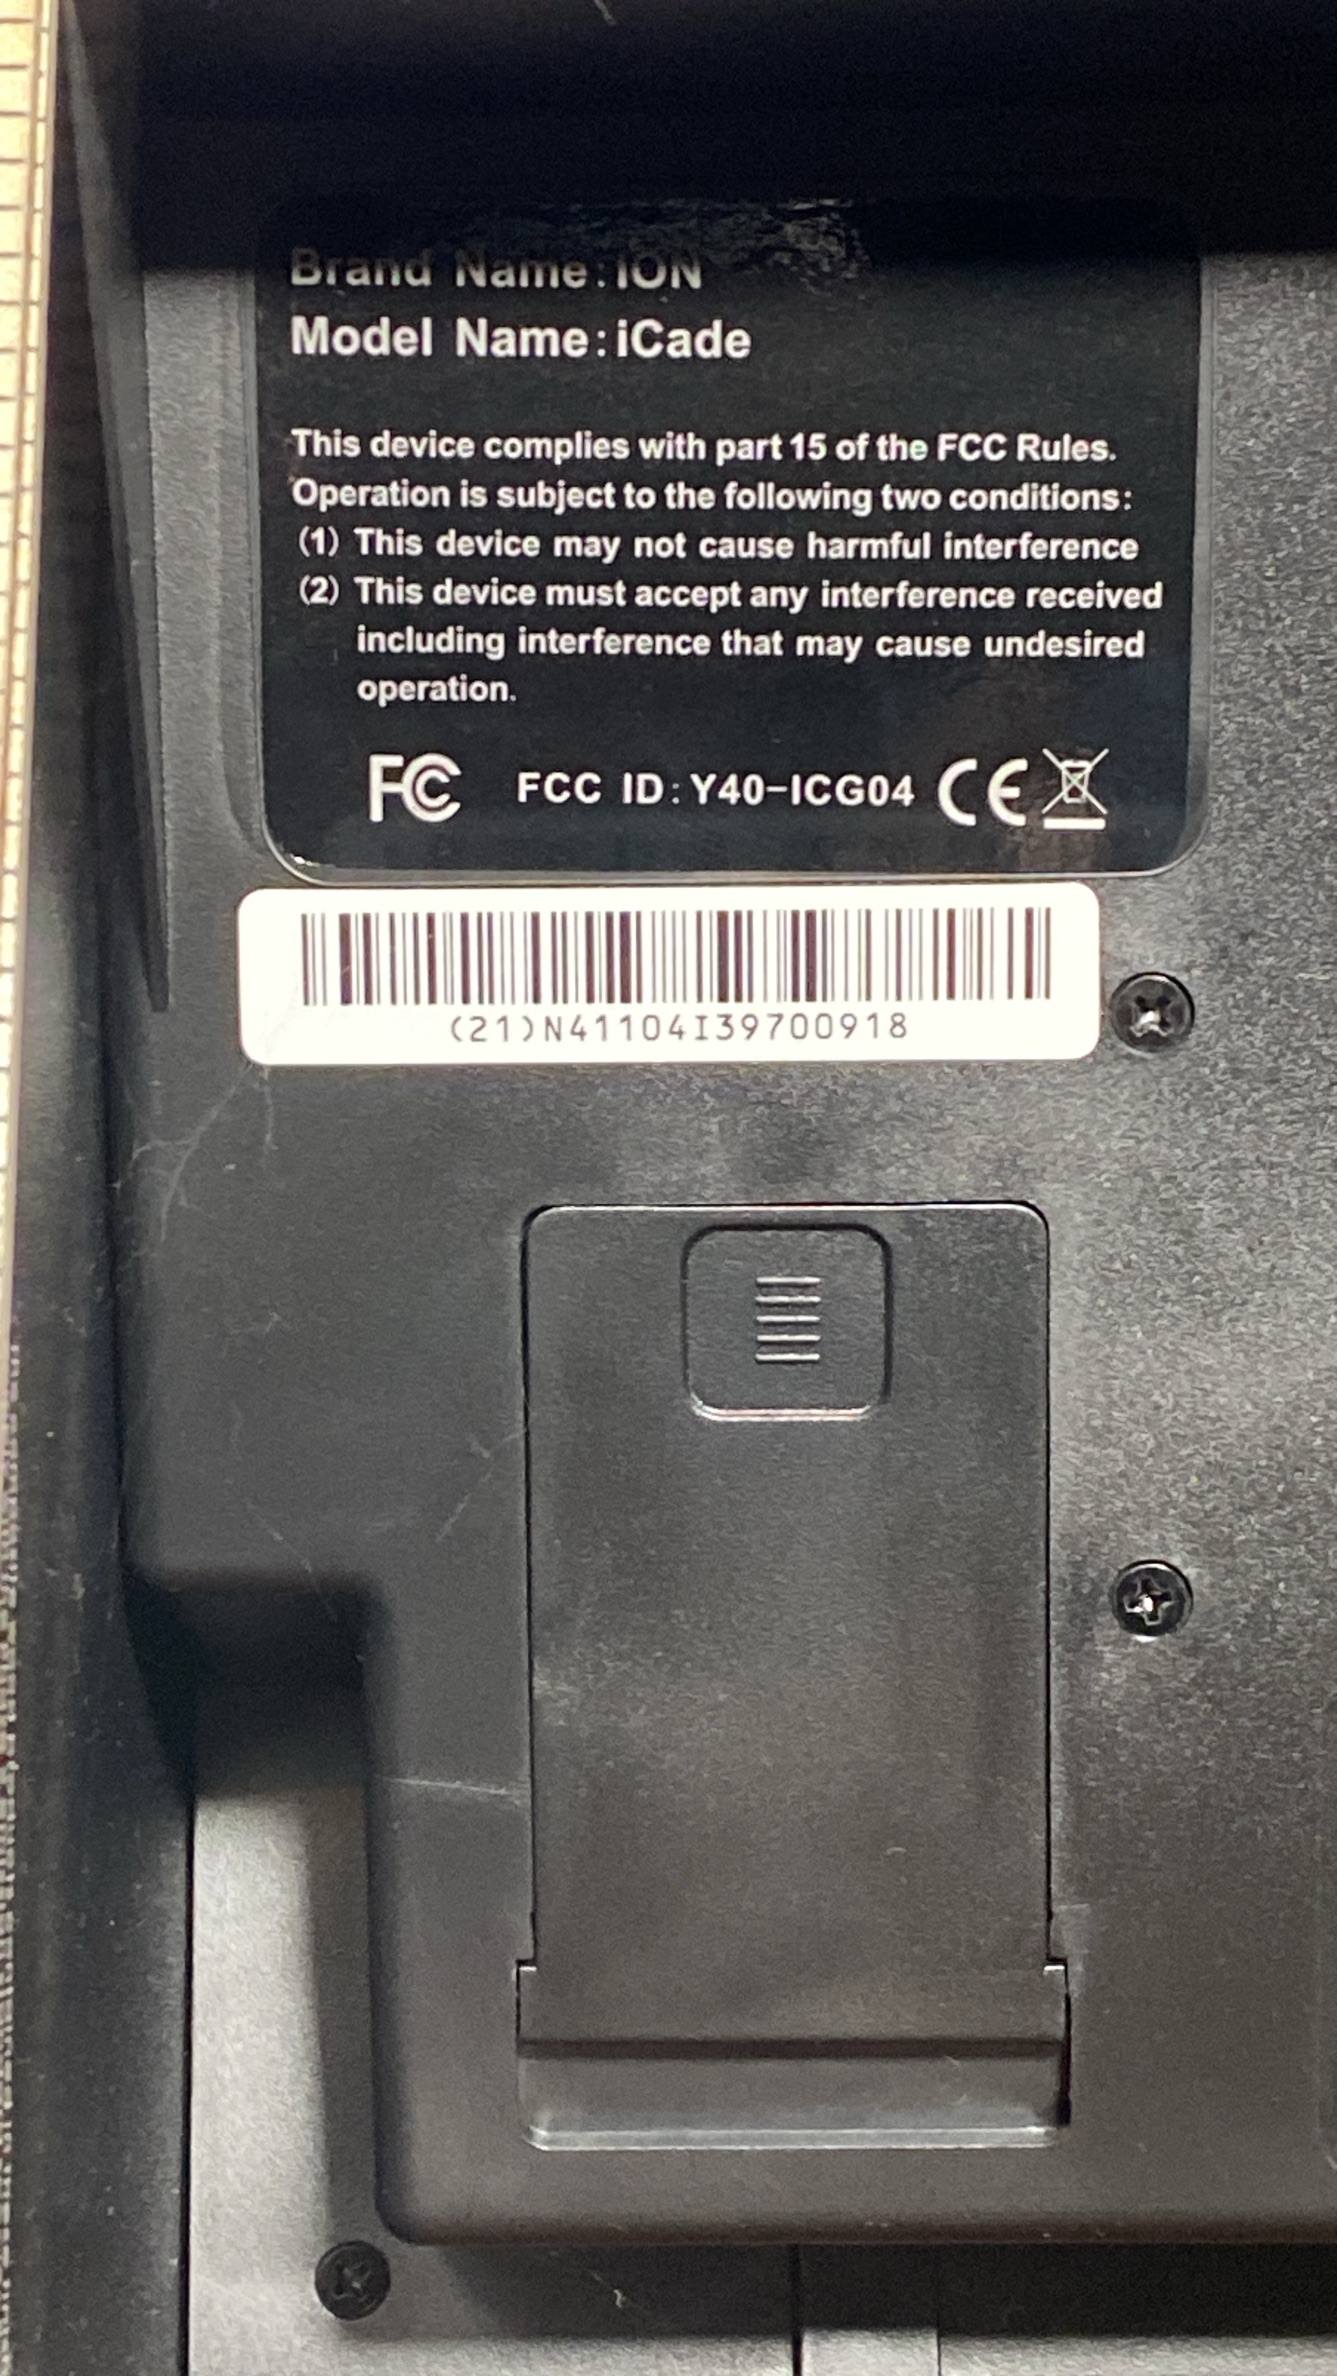 Brand Name: ION
Model Name: iCade
This device complies with part 15 of the FCC Rules.
Operation is subject to the following two conditions:
(1) This device may not cause harmful interference
(2) This device must accept any interference received
including interference that may cause undesired
operation.
FC FCC ID: Y40-ICG04 CE
(21)N41104I39700918